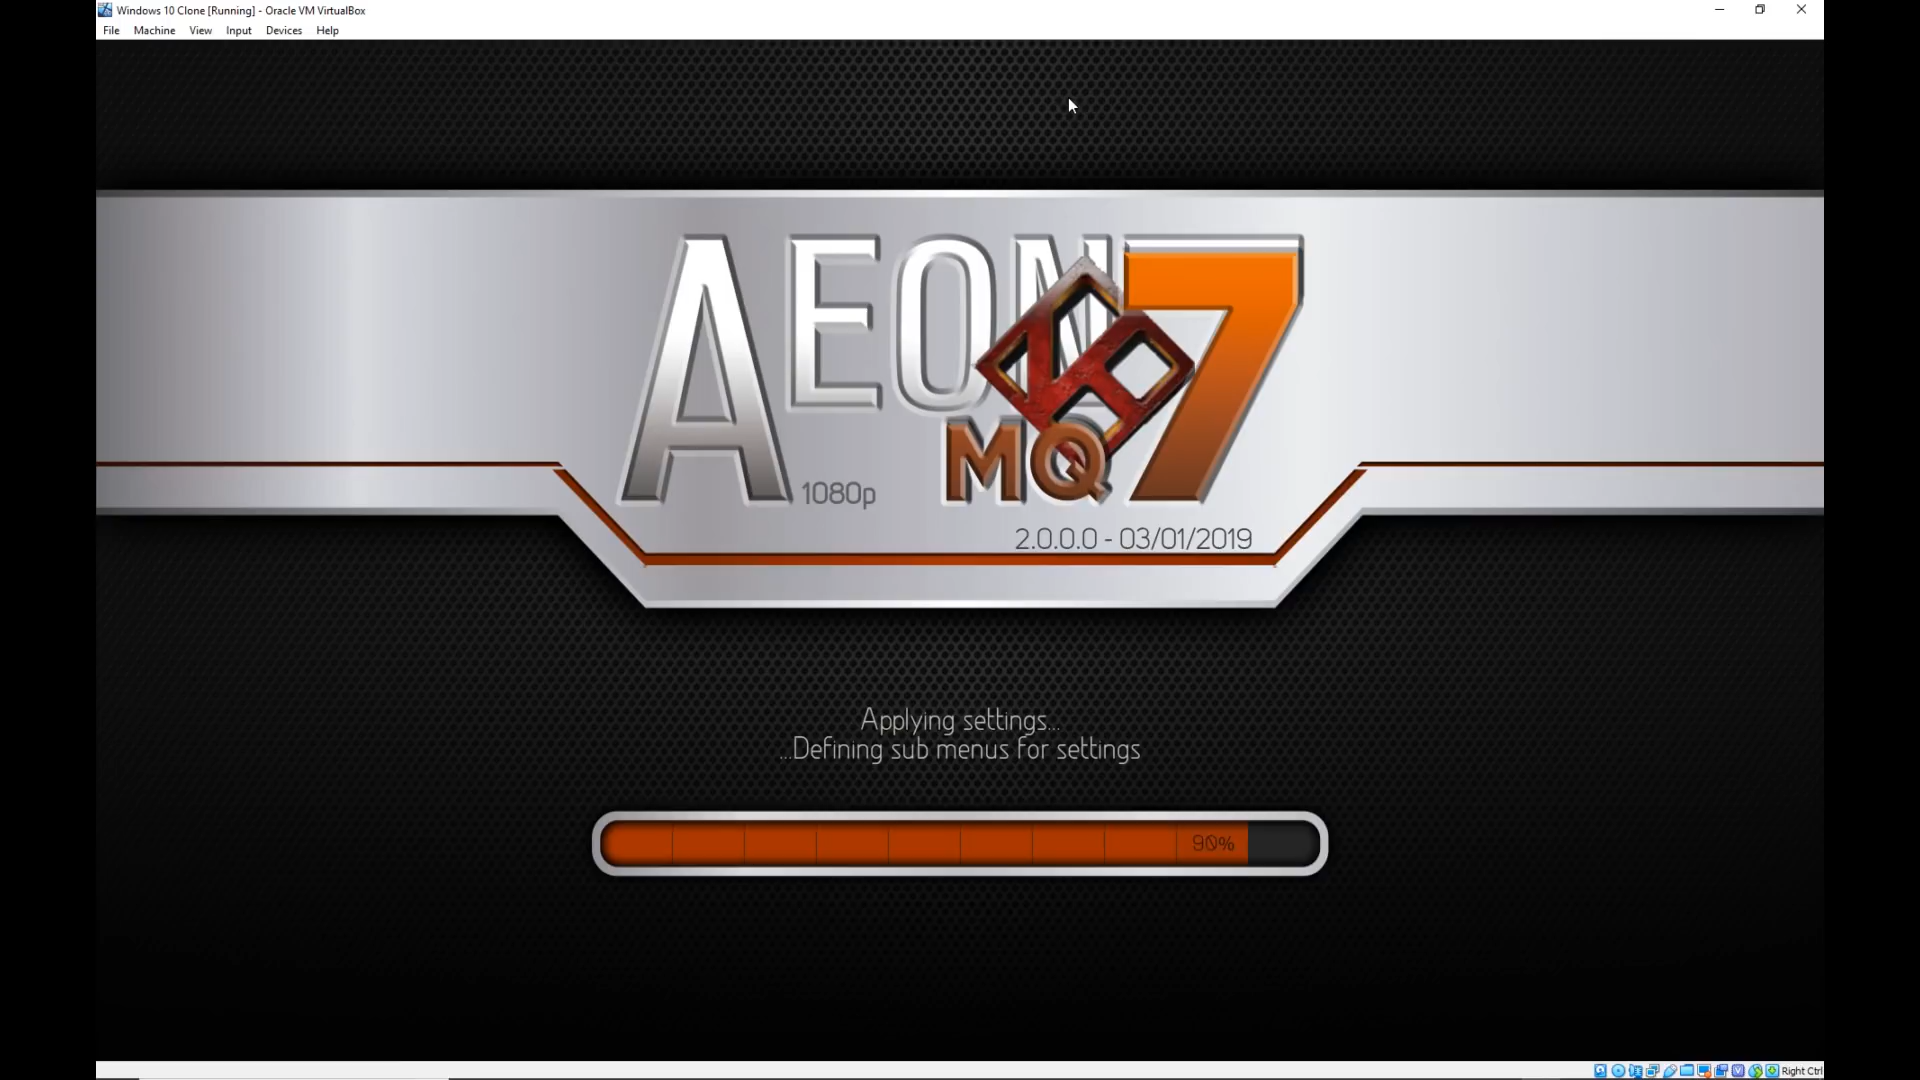 Windows 10 Clone [Running] - Oracle VM VirtualBox
File Machine View Input Devices Help
AEON
MQ 7
1080p
2.0.0.0 - 03/01/2019
Applying settings...
...Defining sub menus for settings
90%
Right Ctrl